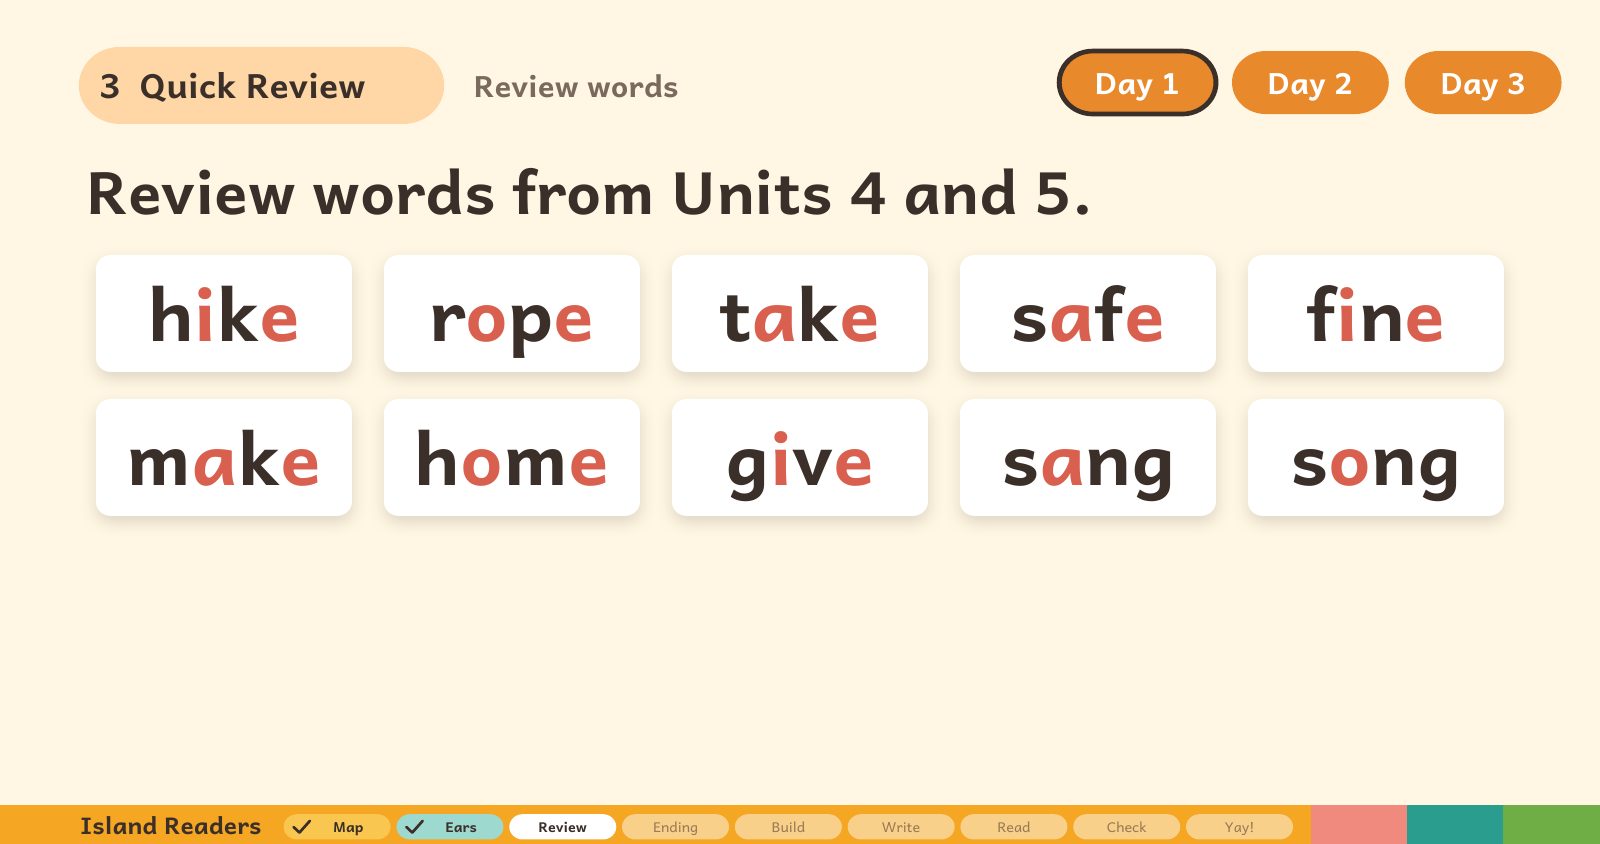 3 Quick Review Review words Day 1 Day 2 Day 3
Review words from Units 4 and 5.
hike rope take safe fine
make home give sang song
Island Readers Map Ears Review Ending Build Write Read Check Yay!